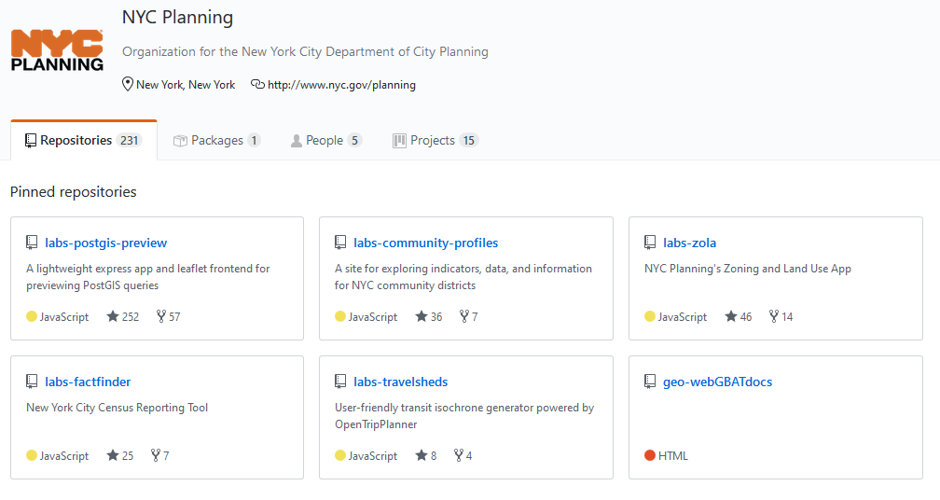 NYC Planning
NYC
PLANNING
Organization for the New York City Department of City Planning
New York, New York http://www.nyc.gov/planning
Repositories 231 Packages 1 People 5 Projects 15
Pinned repositories
labs-postgis-preview
A lightweight express app and leaflet frontend for
previewing PostGIS queries
JavaScript 252 57
labs-community-profiles
A site for exploring indicators, data, and information
for NYC community districts
JavaScript 36 7
labs-zola
NYC Planning's Zoning and Land Use App
JavaScript 46 14
labs-factfinder
New York City Census Reporting Tool
JavaScript 25 7
labs-travelsheds
User-friendly transit isochrone generator powered by
OpenTripPlanner
JavaScript 8 4
geo-webGBATdocs
HTML